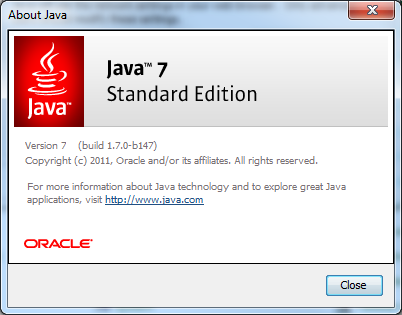 About Java
Java™ 7
Standard Edition
Java™
Version 7 (build 1.7.0-b147)
Copyright (c) 2011, Oracle and/or its affiliates. All rights reserved.
For more information about Java technology and to explore great Java
applications, visit http://www.java.com
ORACLE®
Close